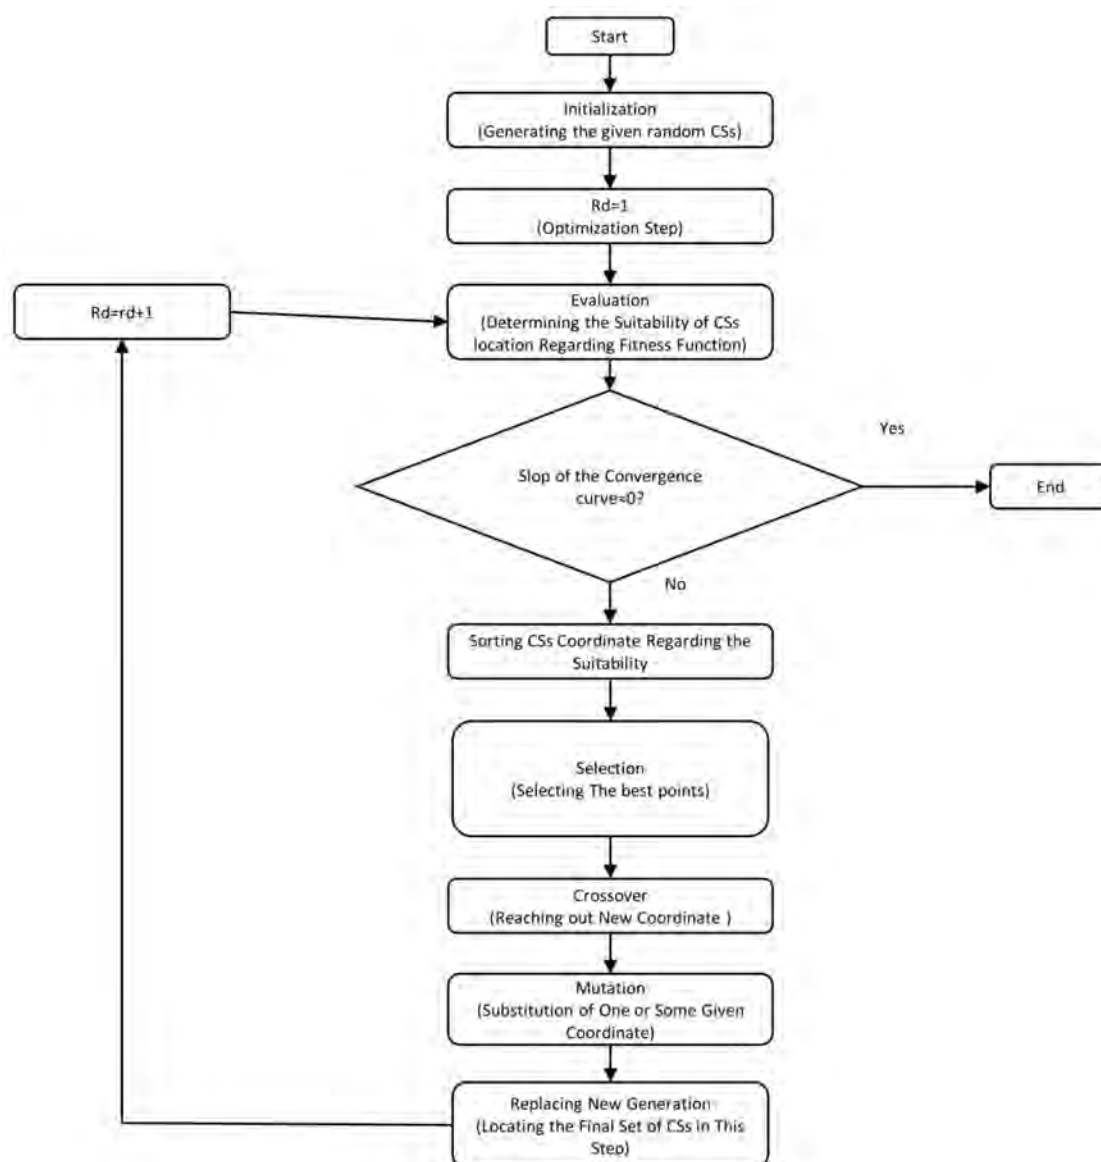 Start
Initialization
(Generating the given random CSs)
Rd=1
(Optimization Step)
Rd=rd+1
Evaluation
(Determining the Suitability of CSs
location Regarding Fitness Function)
Yes
Slop of the Convergence
curve=0?
End
No
Sorting CSs Coordinate Regarding the
Suitability
Selection
(Selecting The best points)
Crossover
(Reaching out New Coordinate )
Mutation
(Substitution of One or Some Given
Coordinate)
Replacing New Generation
(Locating the Final Set of CSs in This
Step)